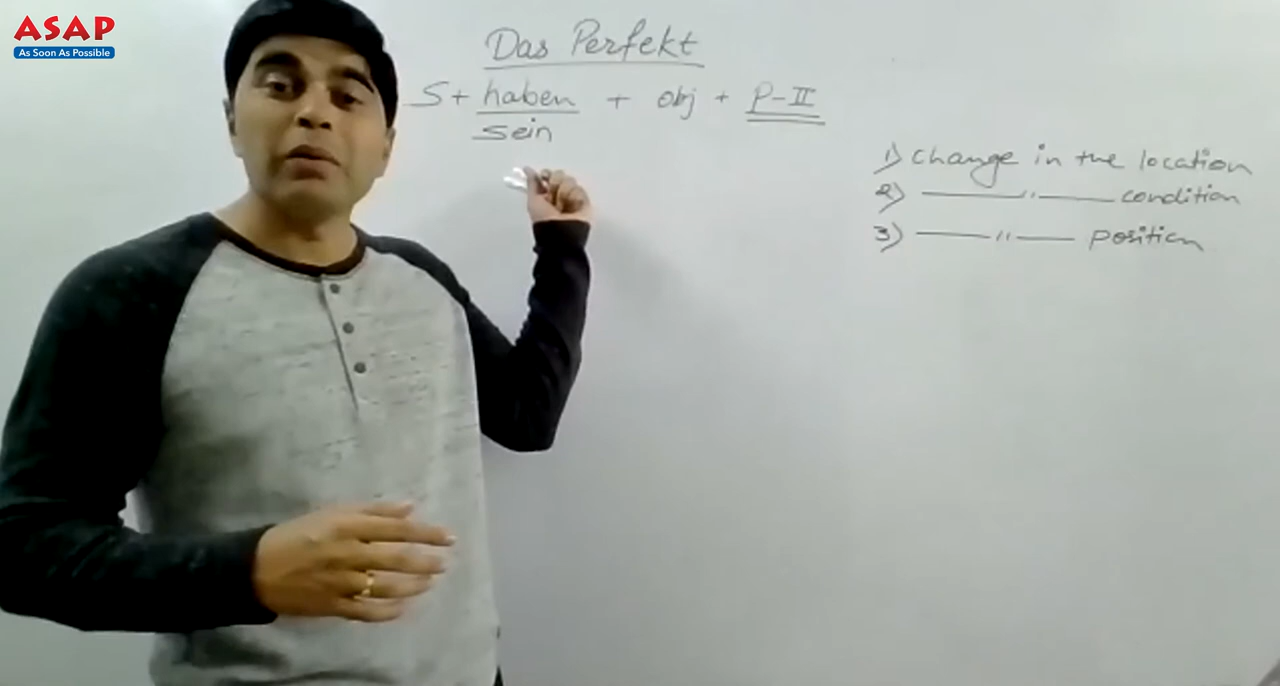 ASAP
As Soon As Possible
Das Perfekt
S + haben + obj + P-II
sein
1) Change in the location
2) —— " —— condition
3) —— " —— position